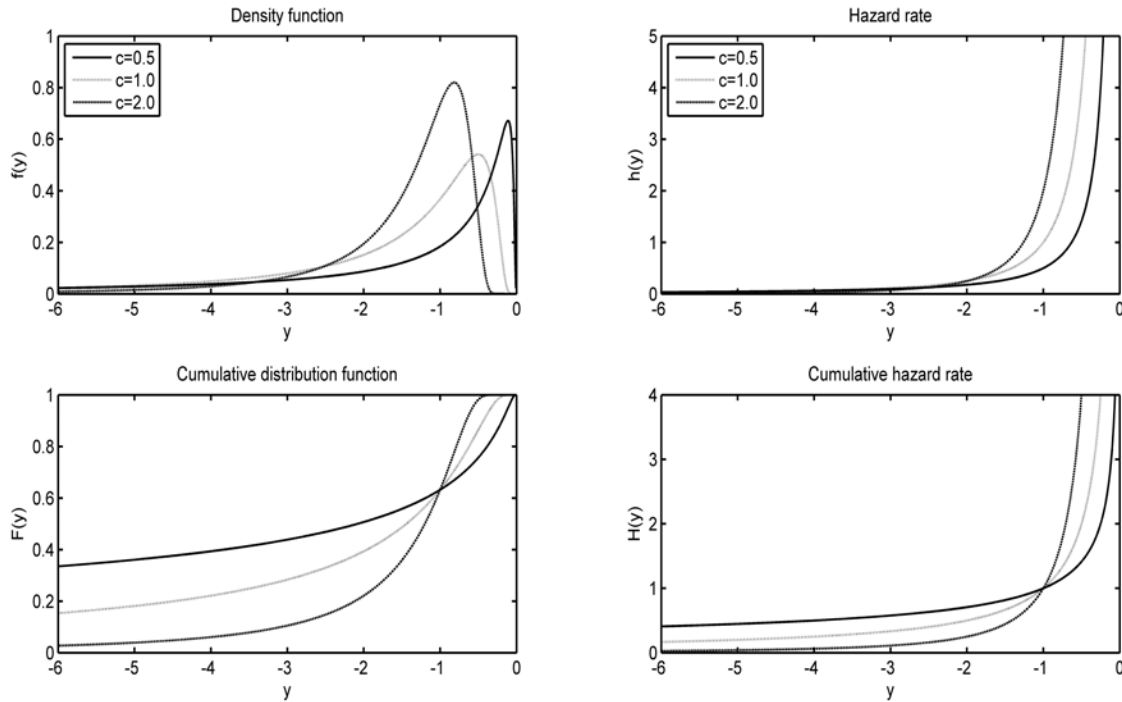 Density function
1
0.8
0.6
0.4
0.2
0
f(y)
c=0.5
c=1.0
c=2.0
-6 -5 -4 -3 -2 -1 0
y
Hazard rate
5
4
3
2
1
0
h(y)
c=0.5
c=1.0
c=2.0
-6 -5 -4 -3 -2 -1 0
y
Cumulative distribution function
1
0.8
0.6
0.4
0.2
0
F(y)
-6 -5 -4 -3 -2 -1 0
y
Cumulative hazard rate
4
3
2
1
0
H(y)
-6 -5 -4 -3 -2 -1 0
y